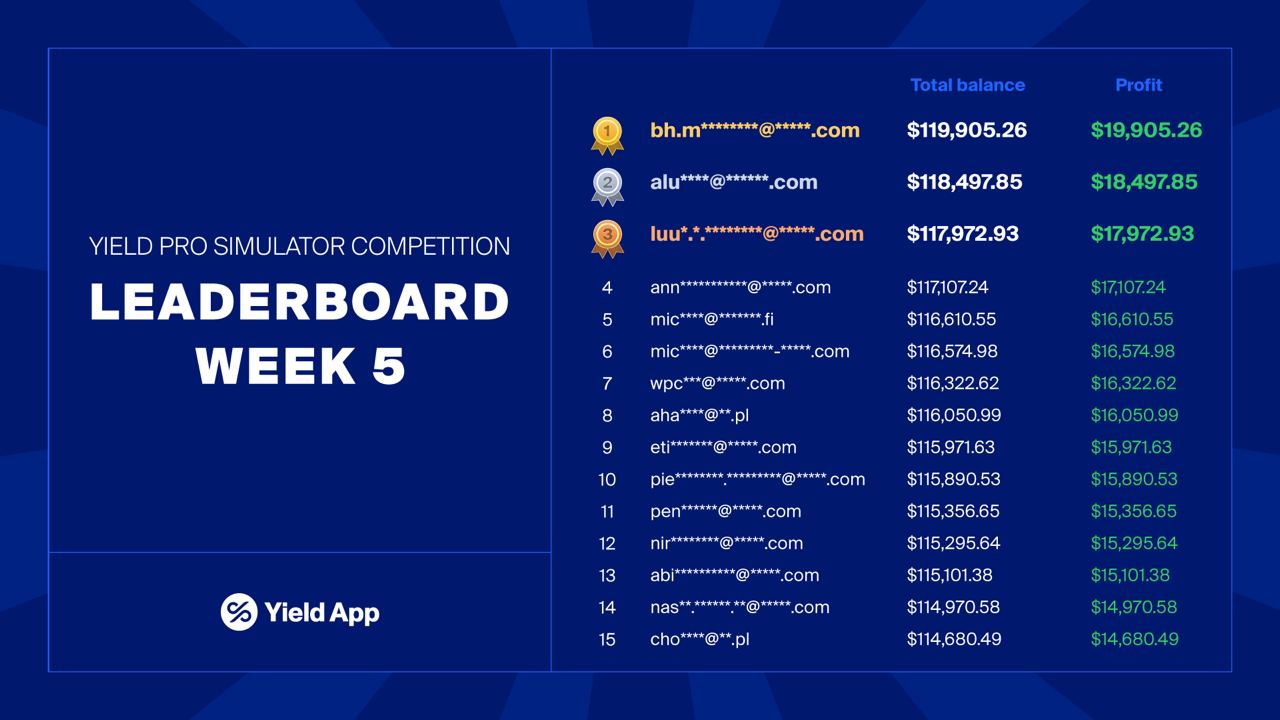 YIELD PRO SIMULATOR COMPETITION
LEADERBOARD
WEEK 5
Yield App
Total balance Profit
1 bh.m********@*****.com $119,905.26 $19,905.26
2 alu****@******.com $118,497.85 $18,497.85
3 luu*.*.********@*****.com $117,972.93 $17,972.93
4 ann***********@*****.com $117,107.24 $17,107.24
5 mic****@*******.fi $116,610.55 $16,610.55
6 mic****@*********-*****.com $116,574.98 $16,574.98
7 wpc***@*****.com $116,322.62 $16,322.62
8 aha****@**.pl $116,050.99 $16,050.99
9 eti*******@*****.com $115,971.63 $15,971.63
10 pie********.*********@*****.com $115,890.53 $15,890.53
11 pen******@*****.com $115,356.65 $15,356.65
12 nir********@*****.com $115,295.64 $15,295.64
13 abi**********@*****.com $115,101.38 $15,101.38
14 nas**.******.**@*****.com $114,970.58 $14,970.58
15 cho****@**.pl $114,680.49 $14,680.49